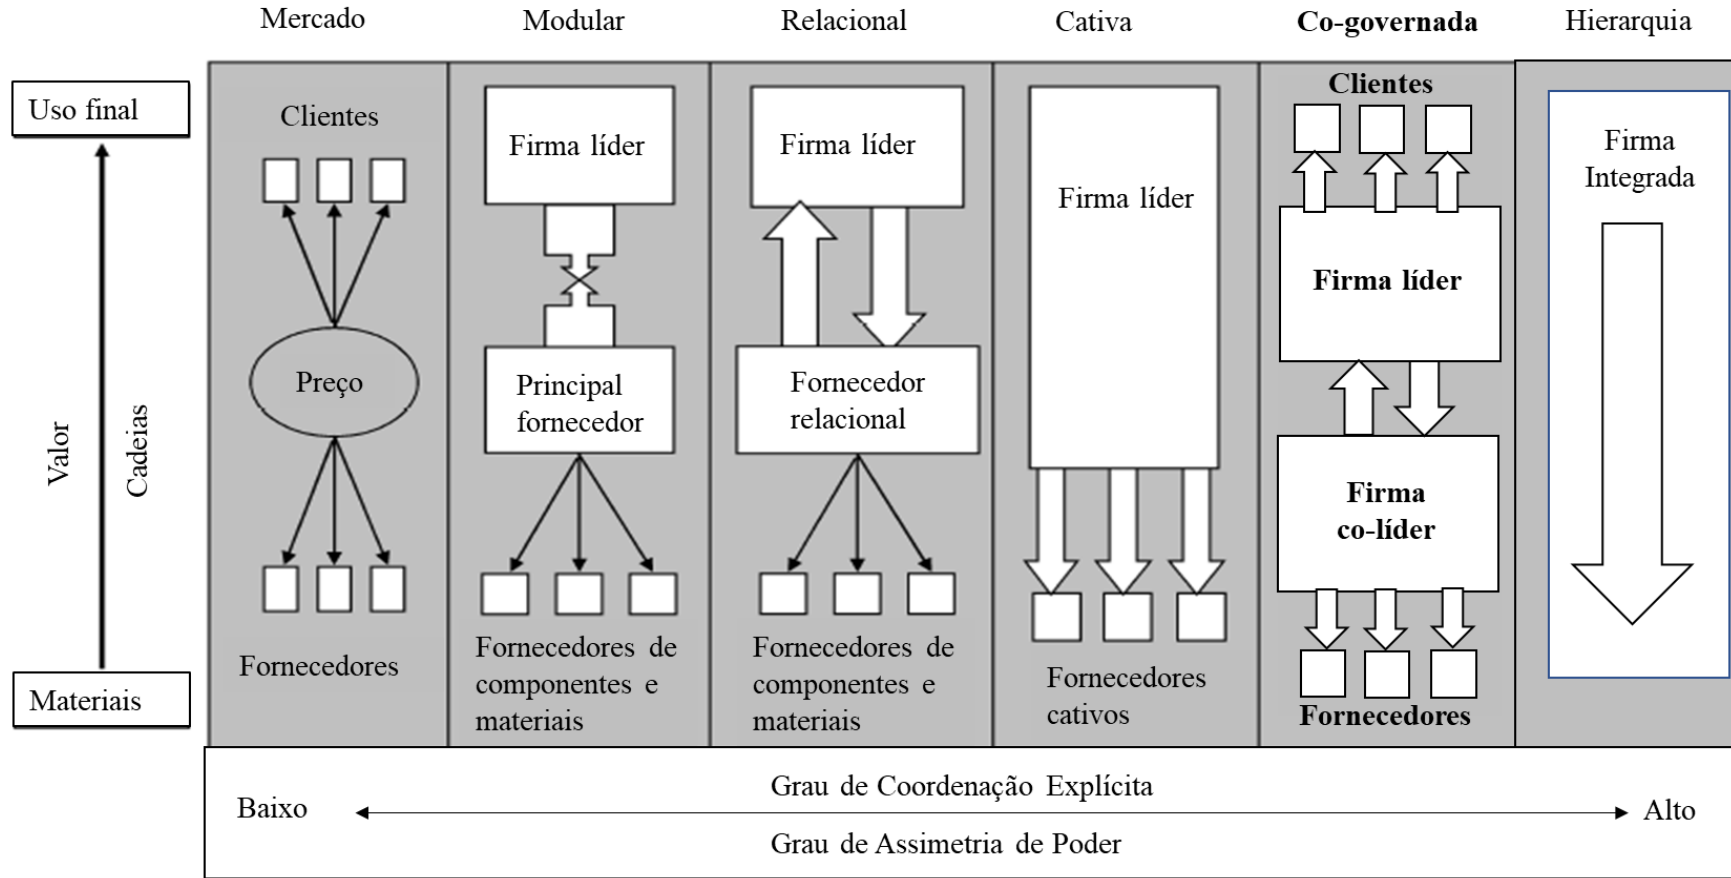 Mercado
Modular
Relacional
Cativa
Co-governada
Hierarquia
Uso final
Valor
Cadeias
Materiais
Clientes
Preço
Fornecedores
Firma líder
Principal
fornecedor
Fornecedores de
componentes e
materiais
Firma líder
Fornecedor
relacional
Fornecedores de
componentes e
materiais
Firma líder
Fornecedores
cativos
Clientes
Firma líder
Firma
co-líder
Fornecedores
Firma
Integrada
Baixo
Grau de Coordenação Explícita
Grau de Assimetria de Poder
Alto